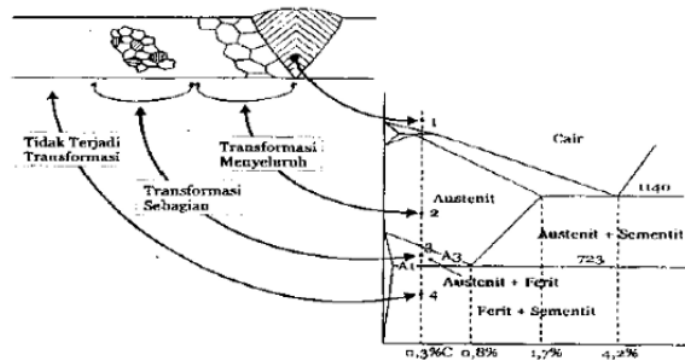 Tidak Terjadi
Transformasi
Transformasi
Menyeluruh
Transformasi
Sebagian
1
Cair
1140
Austenit
2
Austenit + Sementit
3
A3
A1
723
Austenit + Ferit
4
Ferit + Sementit
0,3%C 0,8% 1,7% 4,2%